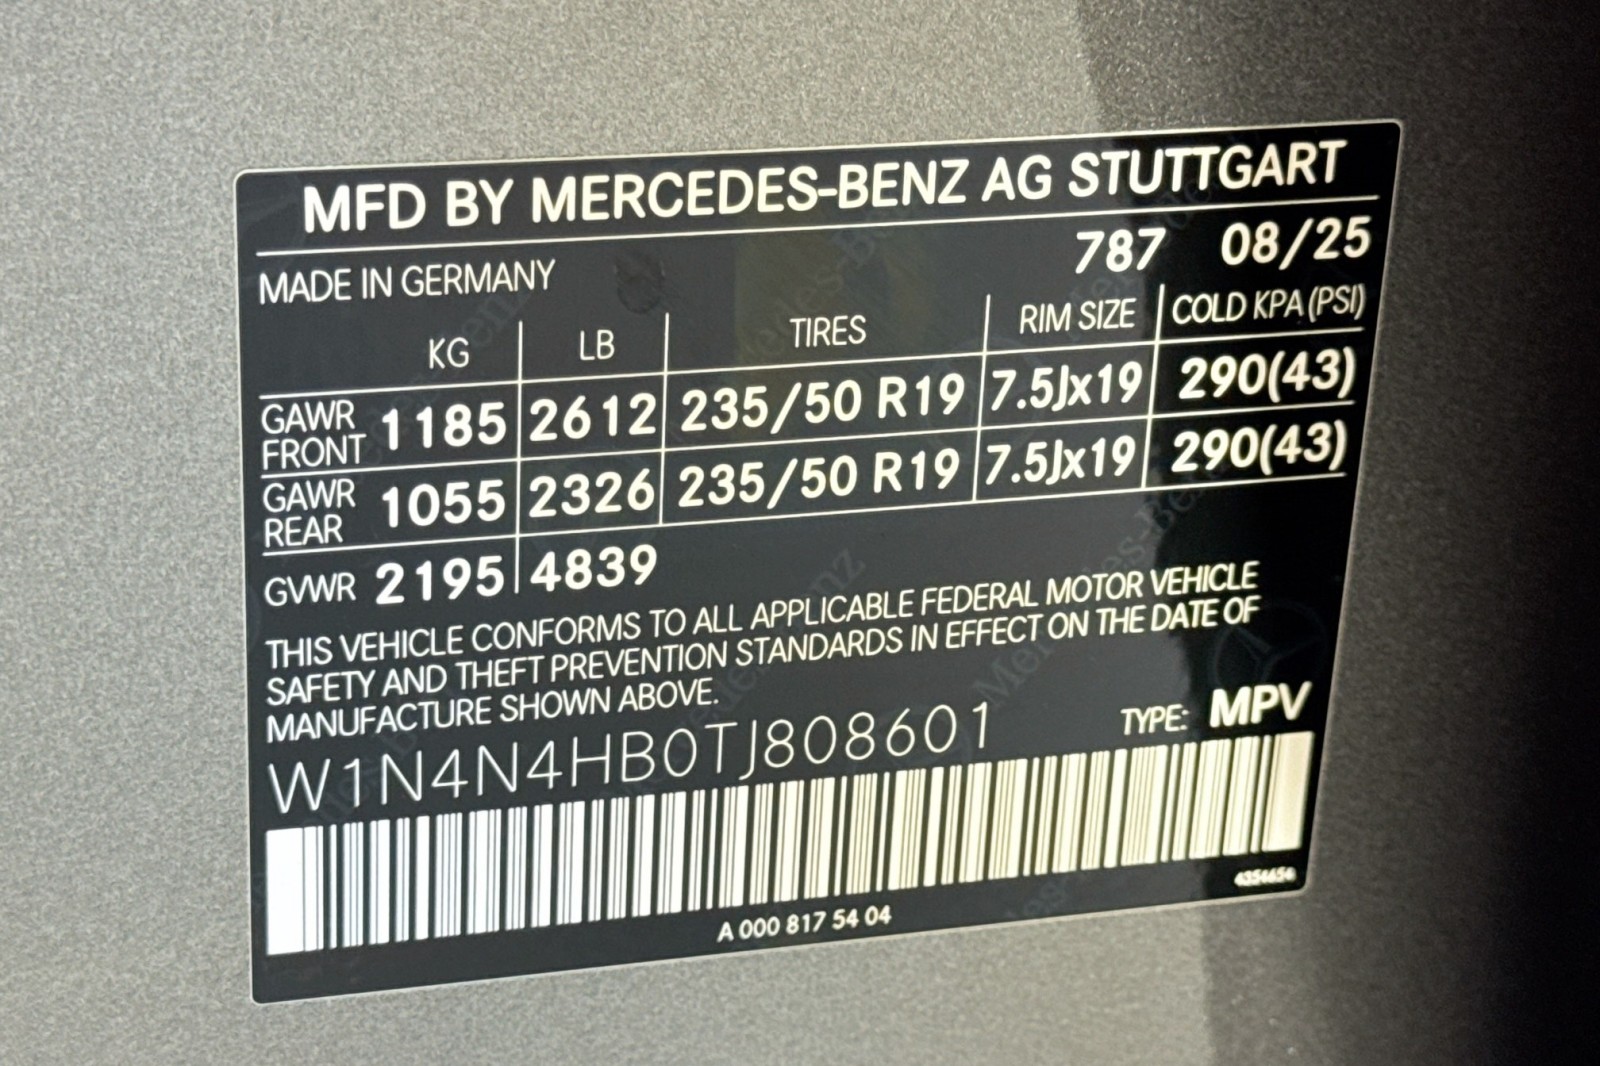 MFD BY MERCEDES-BENZ AG STUTTGART
MADE IN GERMANY 787 08/25
KG LB TIRES RIM SIZE COLD KPA (PSI)
GAWR FRONT 1185 2612 235/50 R19 7.5Jx19 290(43)
GAWR REAR 1055 2326 235/50 R19 7.5Jx19 290(43)
GVWR 2195 4839
THIS VEHICLE CONFORMS TO ALL APPLICABLE FEDERAL MOTOR VEHICLE
SAFETY AND THEFT PREVENTION STANDARDS IN EFFECT ON THE DATE OF
MANUFACTURE SHOWN ABOVE.
W1N4N4HB0TJ808601 TYPE: MPV
A 000 817 54 04